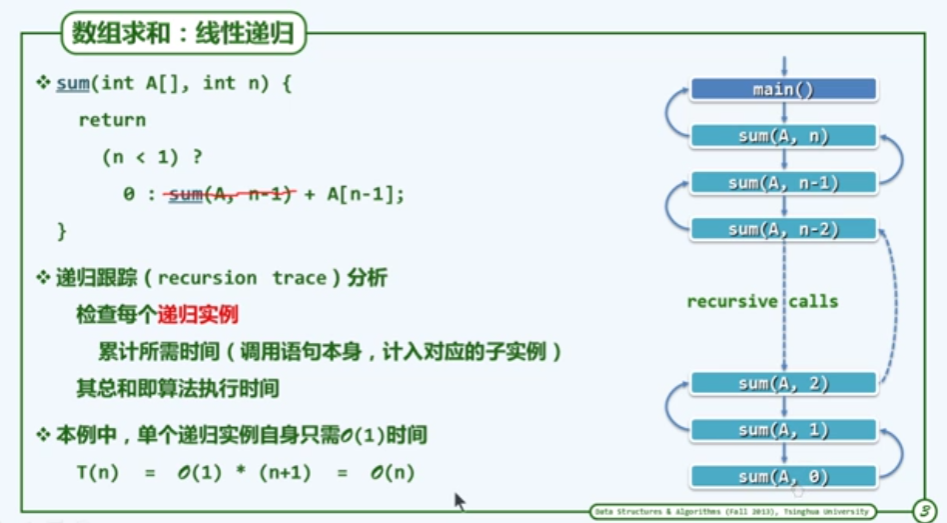 数组求和：线性递归
❖ sum(int A[], int n) {
return
(n < 1) ?
0 : sum(A, n-1) + A[n-1];
}
❖ 递归跟踪（recursion trace）分析
检查每个递归实例
累计所需时间（调用语句本身，计入对应的子实例）
其总和即算法执行时间
❖ 本例中，单个递归实例自身只需O(1)时间
T(n) = O(1) * (n+1) = O(n)
main()
sum(A, n)
sum(A, n-1)
sum(A, n-2)
recursive calls
sum(A, 2)
sum(A, 1)
sum(A, 0)
Data Structures & Algorithms (Fall 2013), Tsinghua University
3